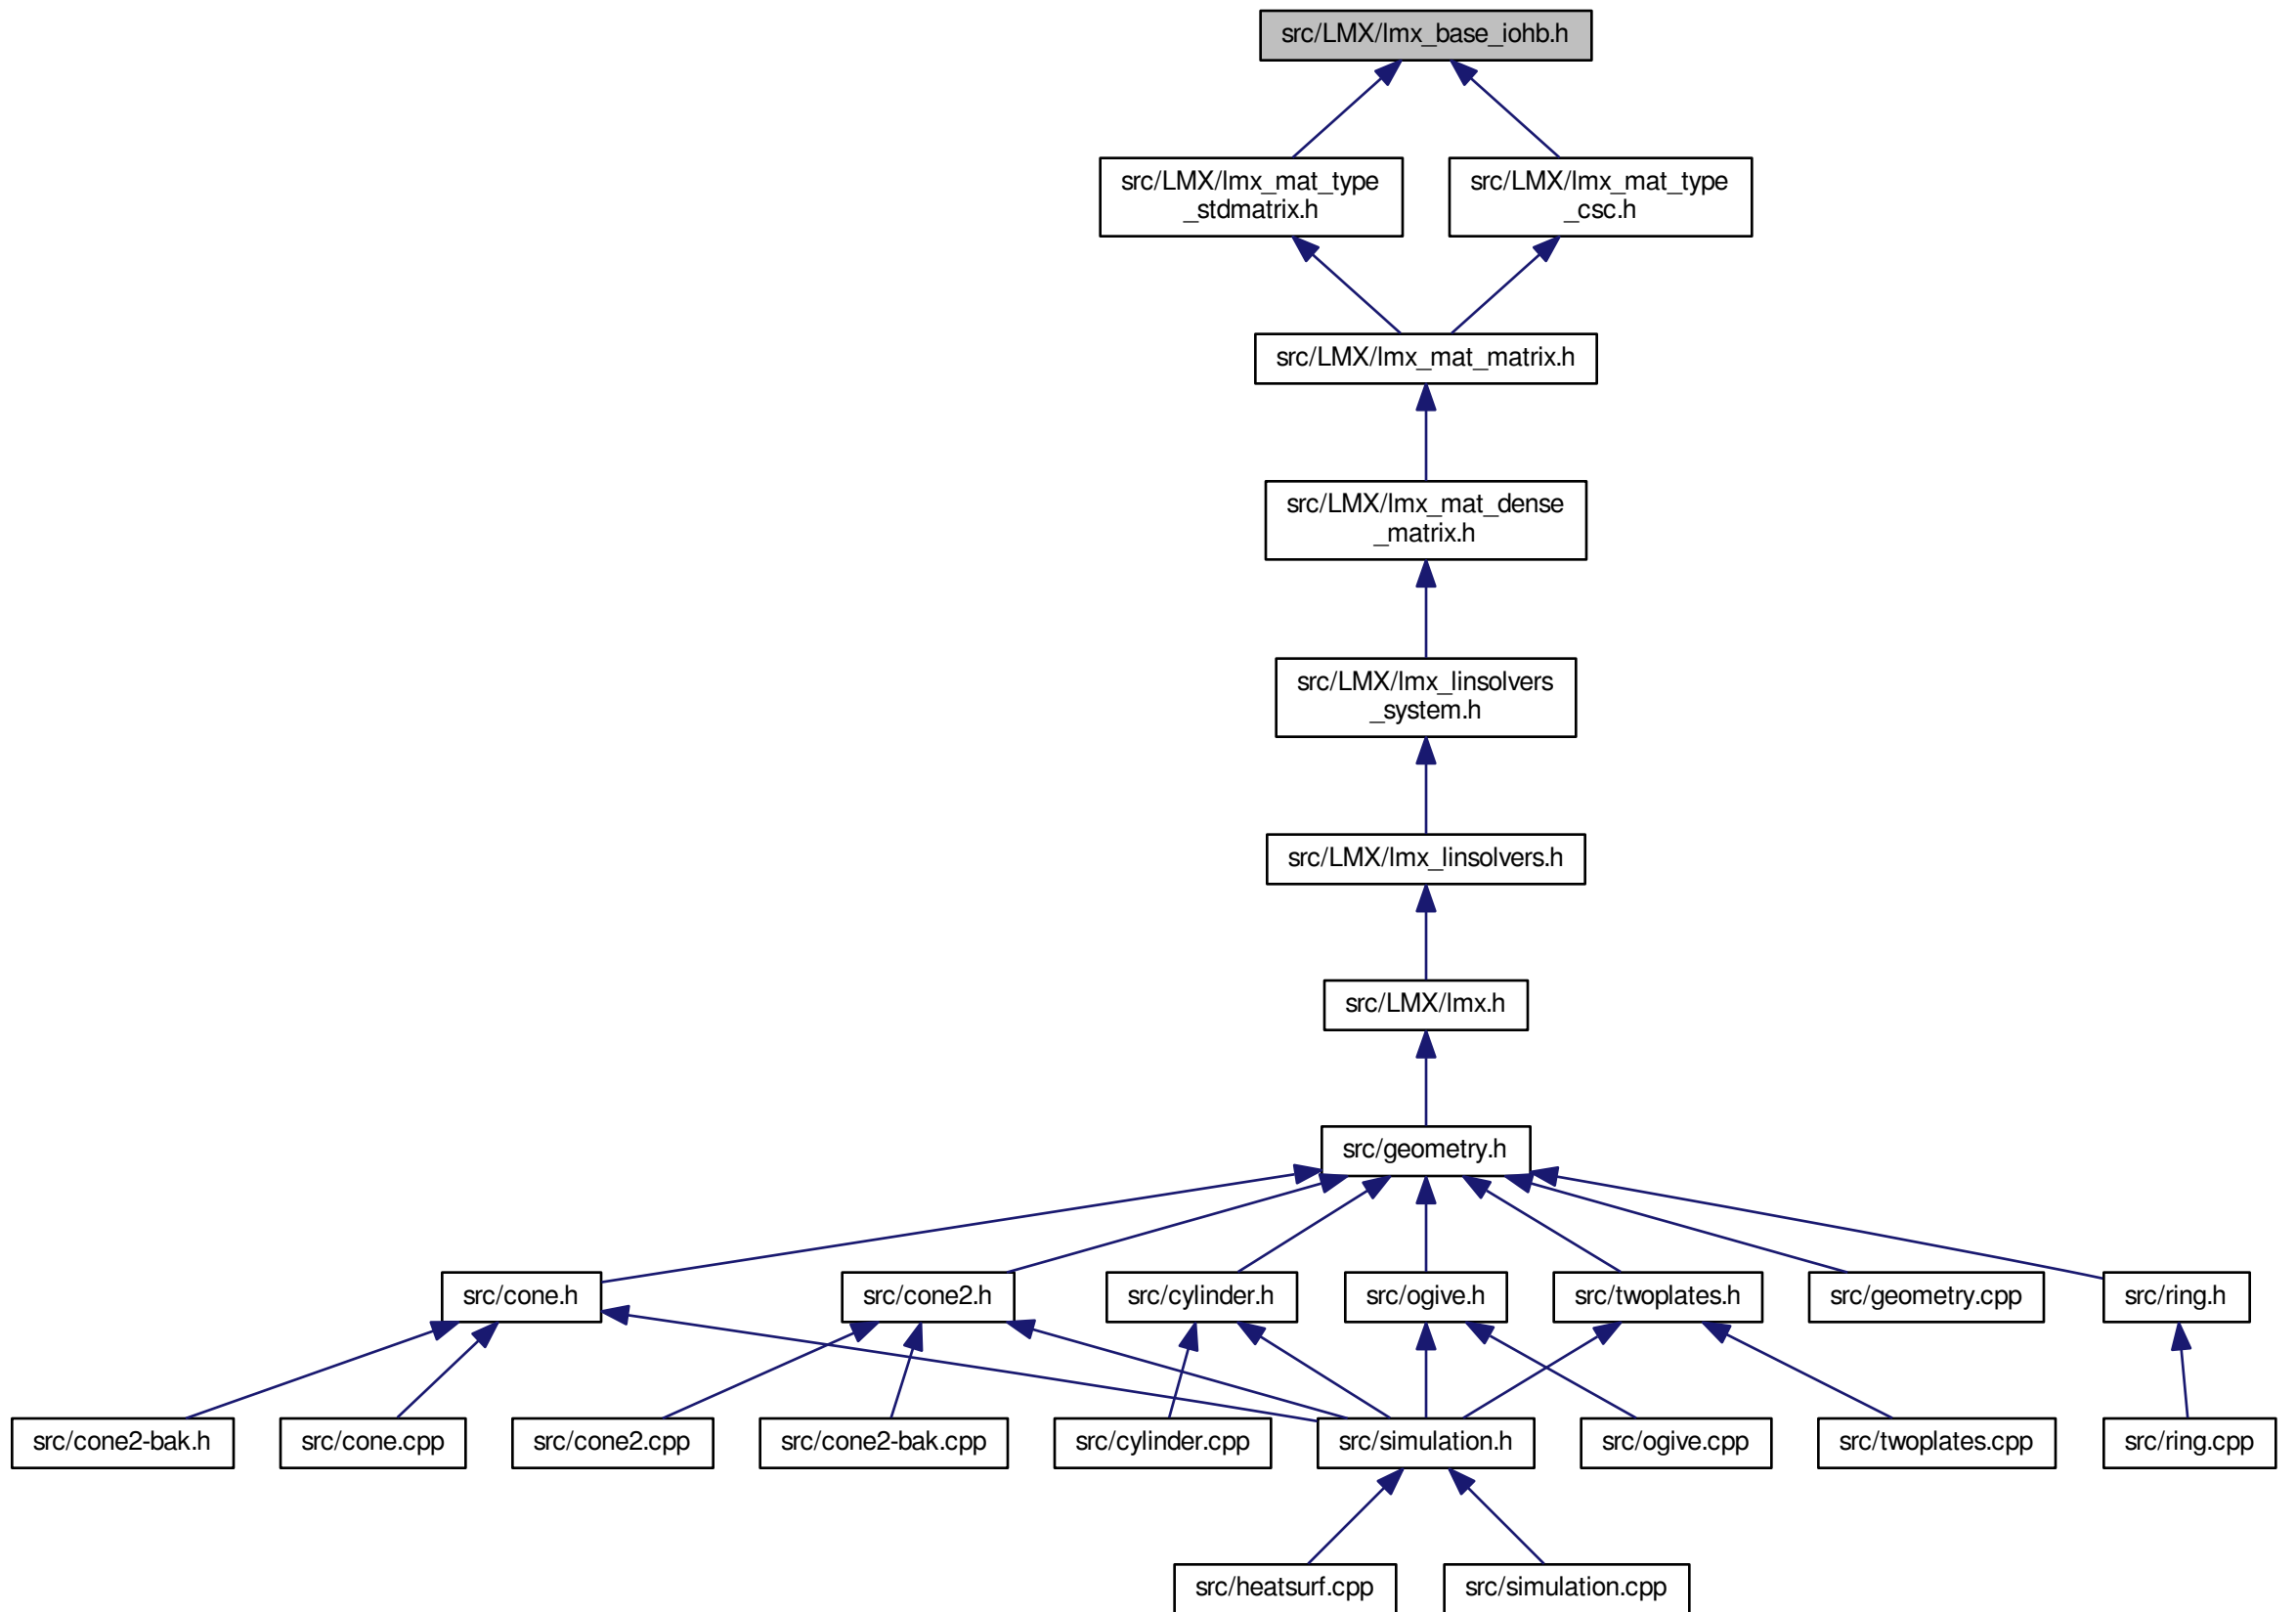 src/LMX/lmx_base_iohb.h
src/LMX/lmx_mat_type
_stdmatrix.h
src/LMX/lmx_mat_type
_csc.h
src/LMX/lmx_mat_matrix.h
src/LMX/lmx_mat_dense
_matrix.h
src/LMX/lmx_linsolvers
_system.h
src/LMX/lmx_linsolvers.h
src/LMX/lmx.h
src/geometry.h
src/cone.h
src/cone2.h
src/cylinder.h
src/ogive.h
src/twoplates.h
src/geometry.cpp
src/ring.h
src/cone2-bak.h
src/cone.cpp
src/cone2.cpp
src/cone2-bak.cpp
src/cylinder.cpp
src/simulation.h
src/ogive.cpp
src/twoplates.cpp
src/ring.cpp
src/heatsurf.cpp
src/simulation.cpp